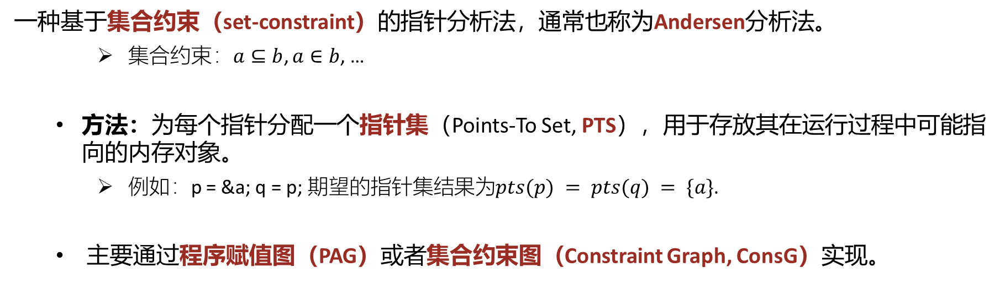 一种基于集合约束（set-constraint）的指针分析法，通常也称为Andersen分析法。
➢ 集合约束：a ⊆ b, a ∈ b, …
• 方法：为每个指针分配一个指针集（Points-To Set, PTS），用于存放其在运行过程中可能指
向的内存对象。
➢ 例如：p = &a; q = p; 期望的指针集结果为pts(p) = pts(q) = {a}.
• 主要通过程序赋值图（PAG）或者集合约束图（Constraint Graph, ConsG）实现。